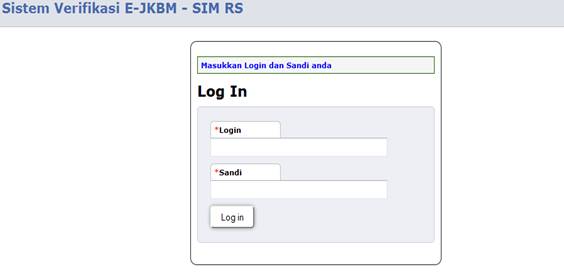 Sistem Verifikasi E-JKBM - SIM RS
Masukkan Login dan Sandi anda
Log In
*Login
*Sandi
Log in